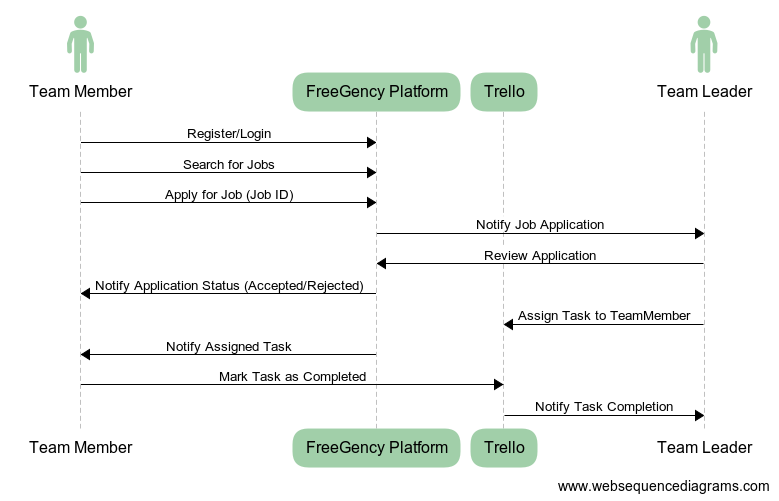 Team Member
FreeGency Platform
Trello
Team Leader
Register/Login
Search for Jobs
Apply for Job (Job ID)
Notify Job Application
Review Application
Notify Application Status (Accepted/Rejected)
Assign Task to TeamMember
Notify Assigned Task
Mark Task as Completed
Notify Task Completion
Team Member
FreeGency Platform
Trello
Team Leader
www.websequencediagrams.com